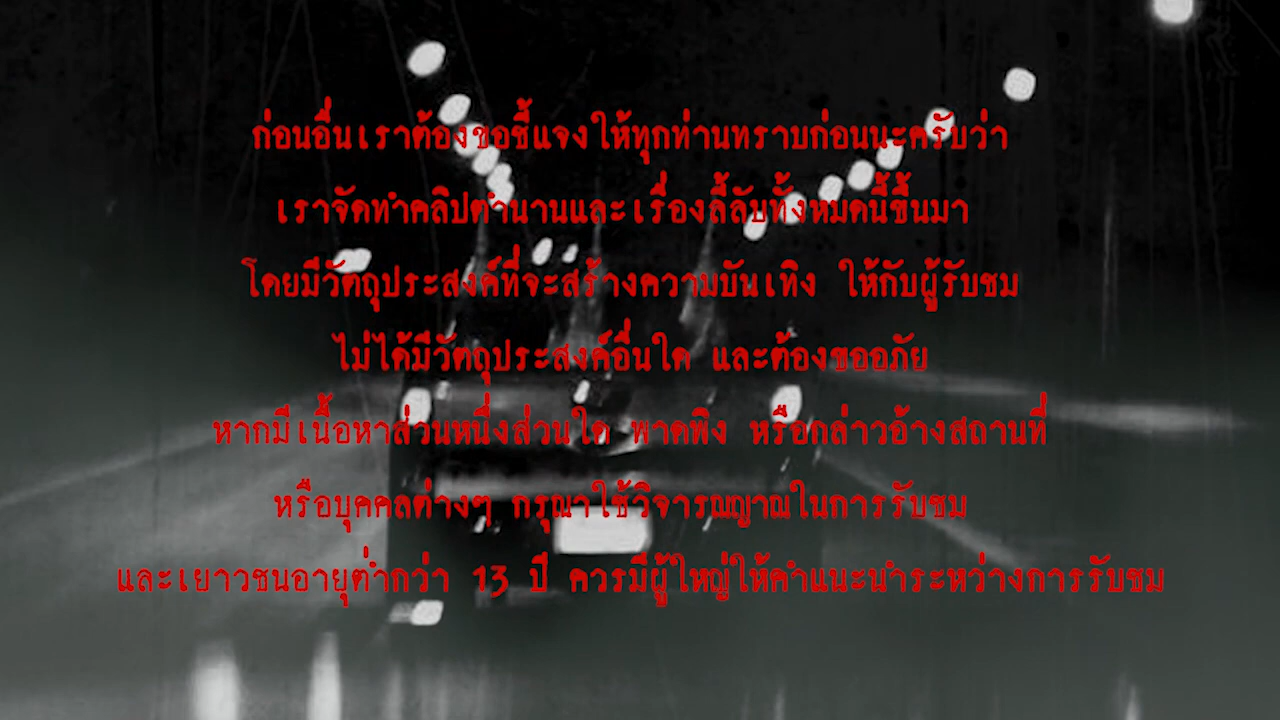 ก่อนอื่นเราต้องขอชี้แจงให้ทุกท่านทราบก่อนนะครับว่า
เราจัดทำคลิปตำนานและเรื่องลี้ลับทั้งหมดนี้ขึ้นมา
โดยมีวัตถุประสงค์ที่จะสร้างความบันเทิง ให้กับผู้รับชม
ไม่ได้มีวัตถุประสงค์อื่นใด และต้องขออภัย
หากมีเนื้อหาส่วนหนึ่งส่วนใด พาดพิง หรือกล่าวอ้างสถานที่
หรือบุคคลต่างๆ กรุณาใช้วิจารณญาณในการรับชม
และเยาวชนอายุต่ำกว่า 13 ปี ควรมีผู้ใหญ่ให้คำแนะนำระหว่างการรับชม